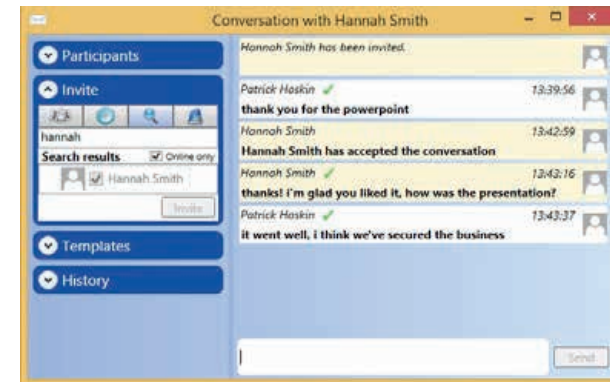 Conversation with Hannah Smith
Participants
Invite
hannah
Search results Online only
Hannah Smith
Invite
Templates
History
Hannah Smith has been invited.
Patrick Hoskin 13:39:56
thank you for the powerpoint
Hannah Smith 13:42:59
Hannah Smith has accepted the conversation
Hannah Smith 13:43:16
thanks! i'm glad you liked it, how was the presentation?
Patrick Hoskin 13:43:37
it went well, i think we've secured the business
Send